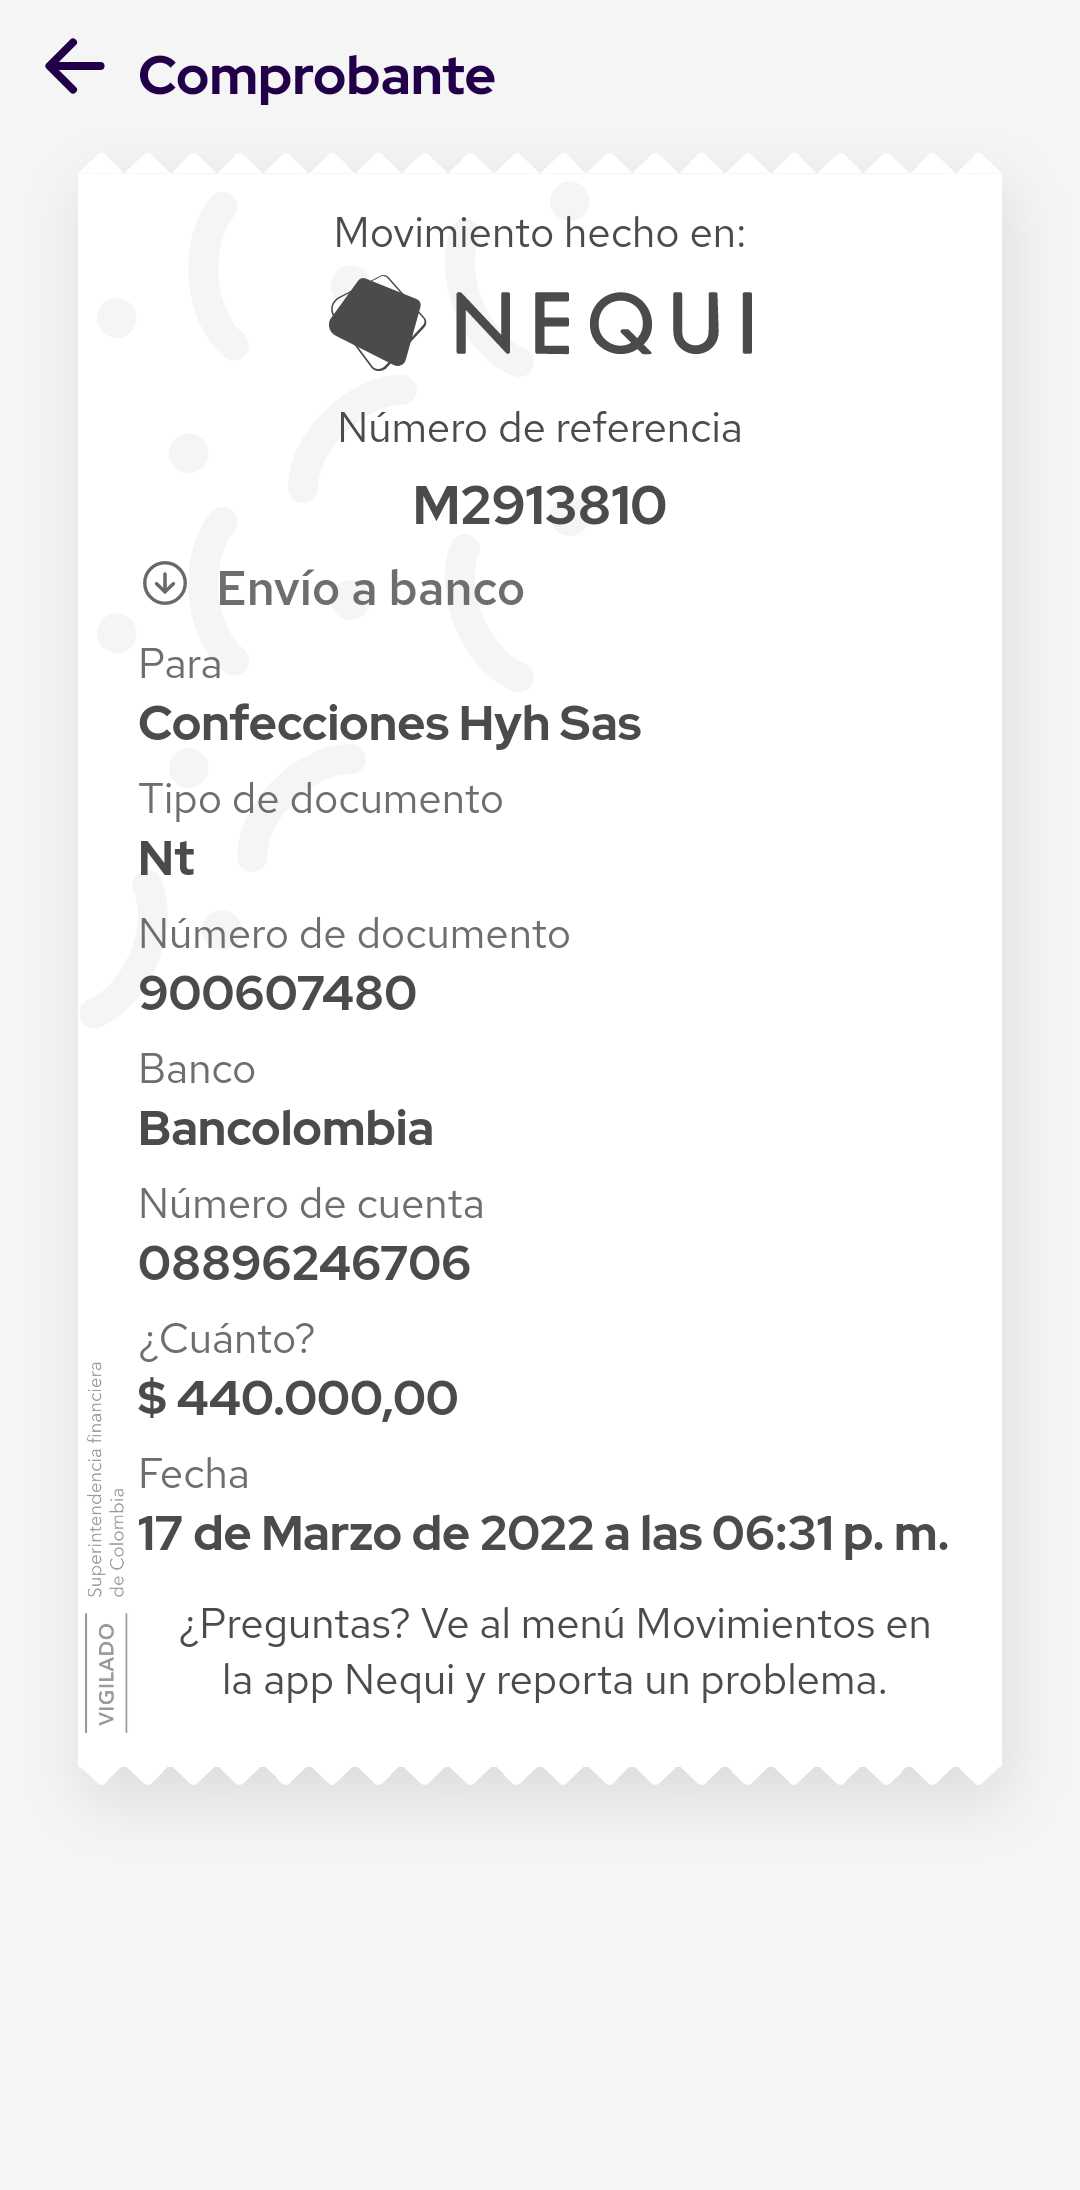 Comprobante
Movimiento hecho en:
NEQUI
Número de referencia
M2913810
Envío a banco
Para
Confecciones Hyh Sas
Tipo de documento
Nt
Número de documento
900607480
Banco
Bancolombia
Número de cuenta
08896246706
¿Cuánto?
$ 440.000,00
Fecha
17 de Marzo de 2022 a las 06:31 p. m.
¿Preguntas? Ve al menú Movimientos en
la app Nequi y reporta un problema.
VIGILADO
Superintendencia financiera
de Colombia